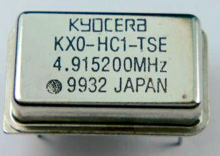 KYOCERA
KXO-HC1-TSE
4.915200MHz
9932 JAPAN